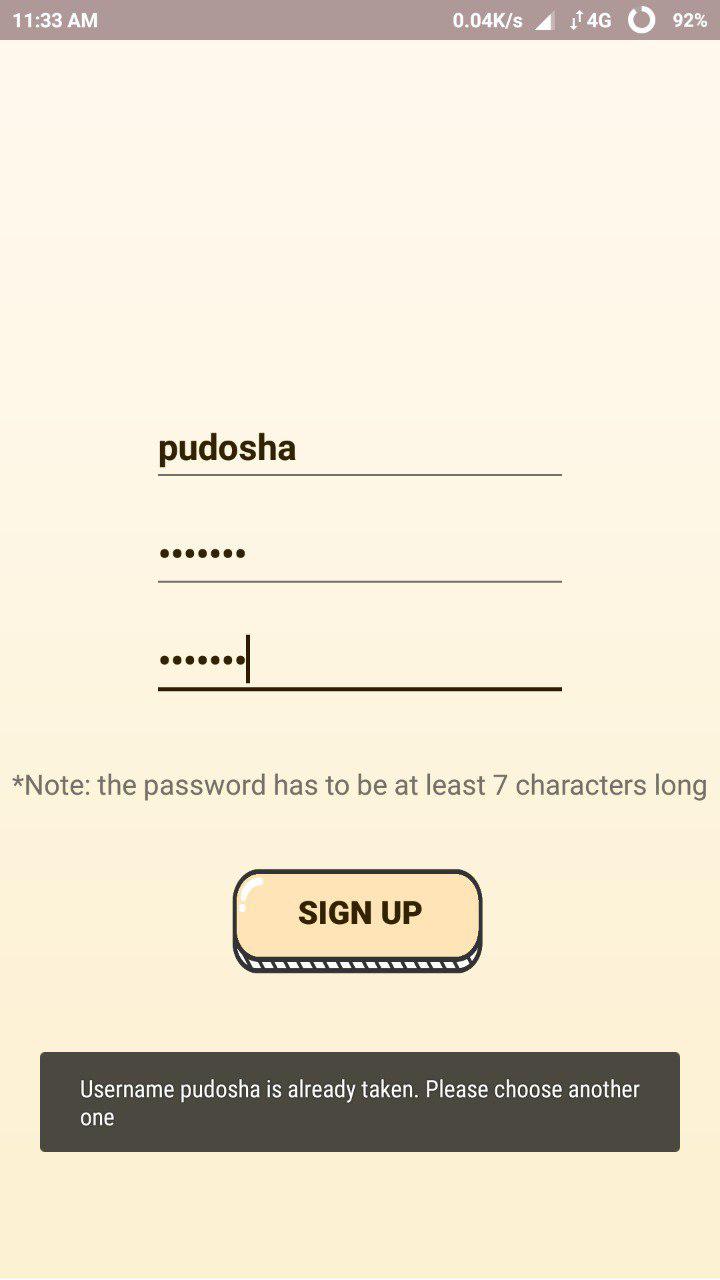 11:33 AM 0.04K/s 4G 92%
pudosha
•••••••
•••••••
*Note: the password has to be at least 7 characters long
SIGN UP
Username pudosha is already taken. Please choose another
one